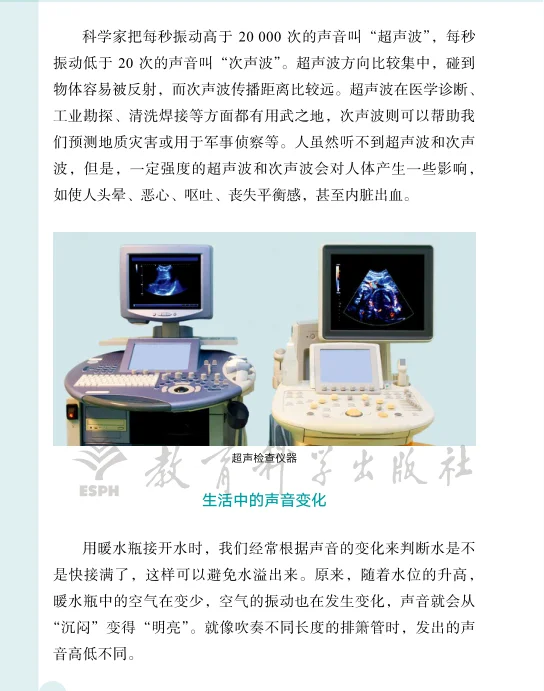 科学家把每秒振动高于 20 000 次的声音叫“超声波”，每秒
振动低于 20 次的声音叫“次声波”。超声波方向比较集中，碰到
物体容易被反射，而次声波传播距离比较远。超声波在医学诊断、
工业勘探、清洗焊接等方面都有用武之地，次声波则可以帮助我
们预测地质灾害或用于军事侦察等。人虽然听不到超声波和次声
波，但是，一定强度的超声波和次声波会对人体产生一些影响，
如使人头晕、恶心、呕吐、丧失平衡感，甚至内脏出血。
超声检查仪器
ESPH 教育科学出版社
生活中的声音变化
用暖水瓶接开水时，我们经常根据声音的变化来判断水是不
是快接满了，这样可以避免水溢出来。原来，随着水位的升高，
暖水瓶中的空气在变少，空气的振动也在发生变化，声音就会从
“沉闷”变得“明亮”。就像吹奏不同长度的排箫管时，发出的声
音高低不同。